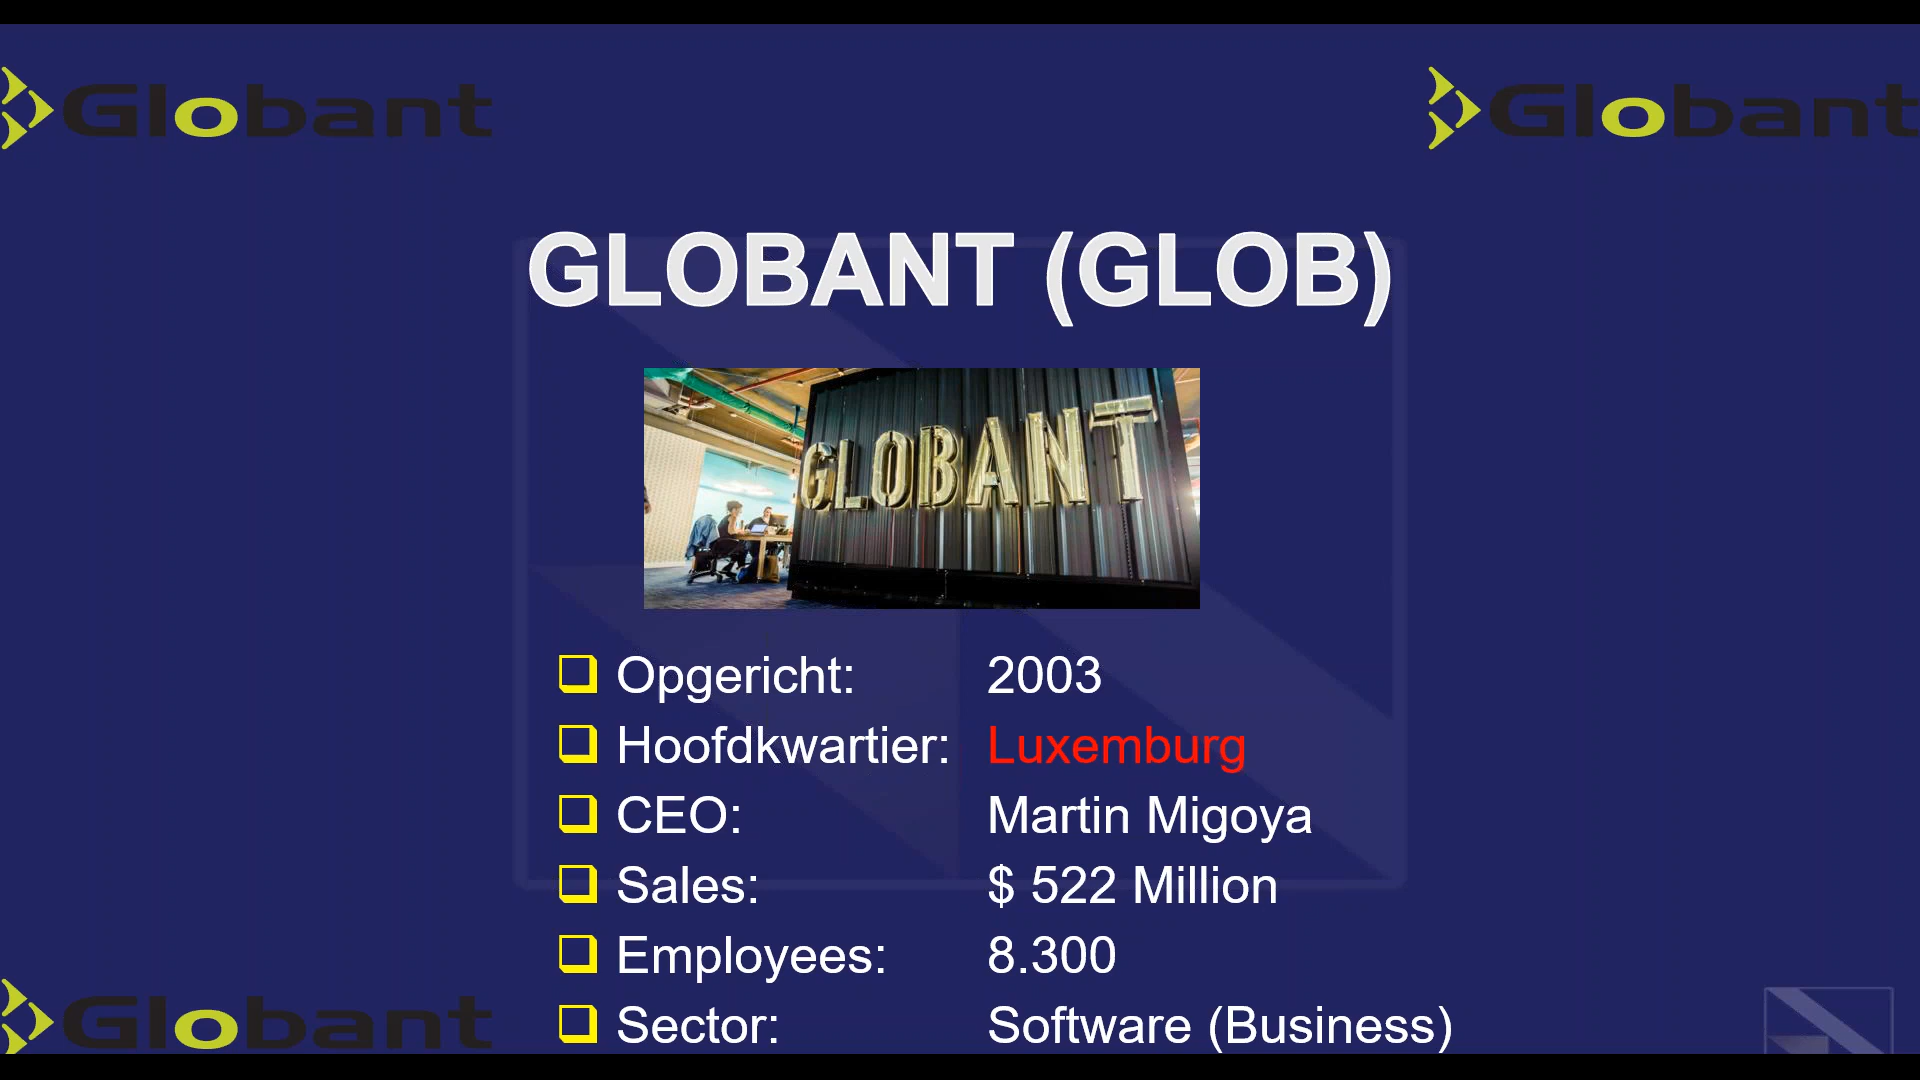 Globant Globant
GLOBANT (GLOB)
GLOBANT
Opgericht: 2003
Hoofdkwartier: Luxemburg
CEO: Martin Migoya
Sales: $ 522 Million
Employees: 8.300
Sector: Software (Business)
Globant